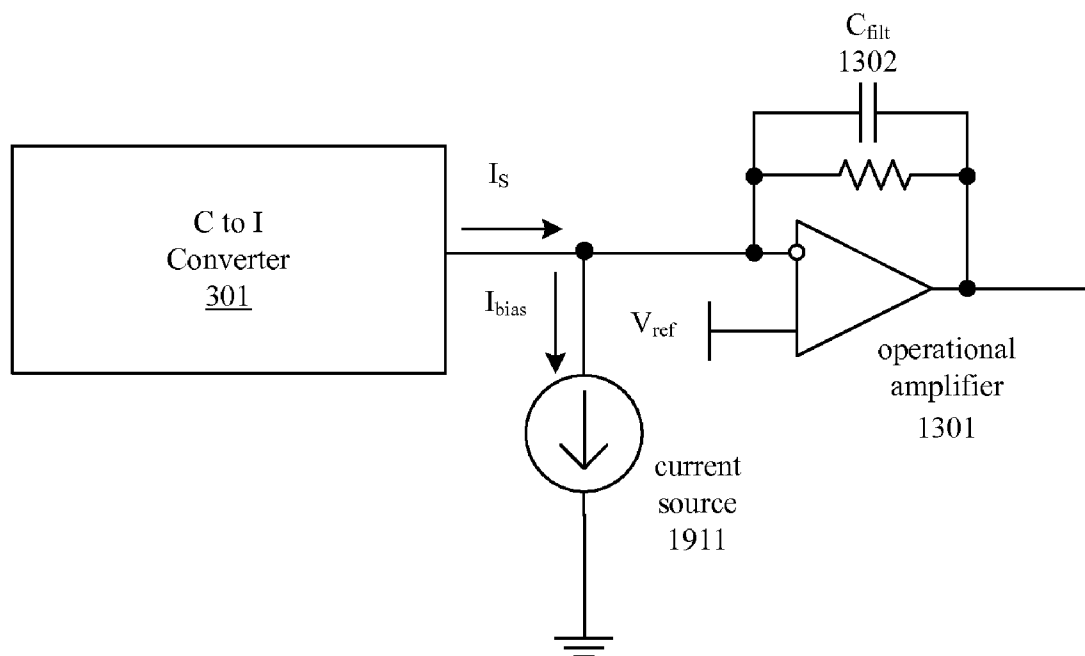 C_filt
1302
C to I
Converter
301
I_S
I_bias
V_ref
operational
amplifier
1301
current
source
1911